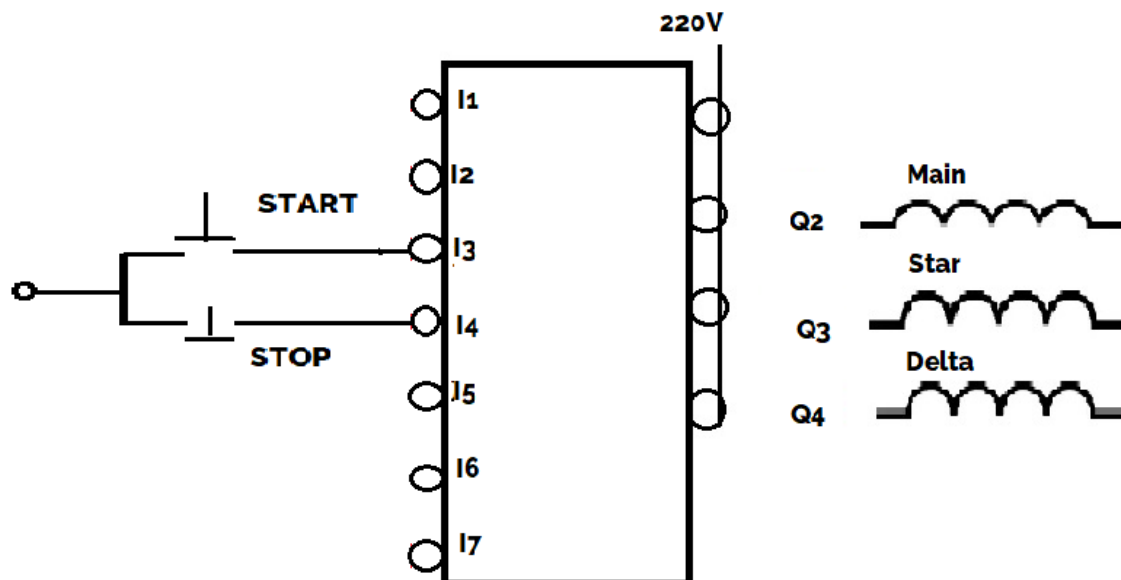 220V
I1
I2
START
I3
I4
STOP
I5
I6
I7
Main
Q2
Star
Q3
Delta
Q4